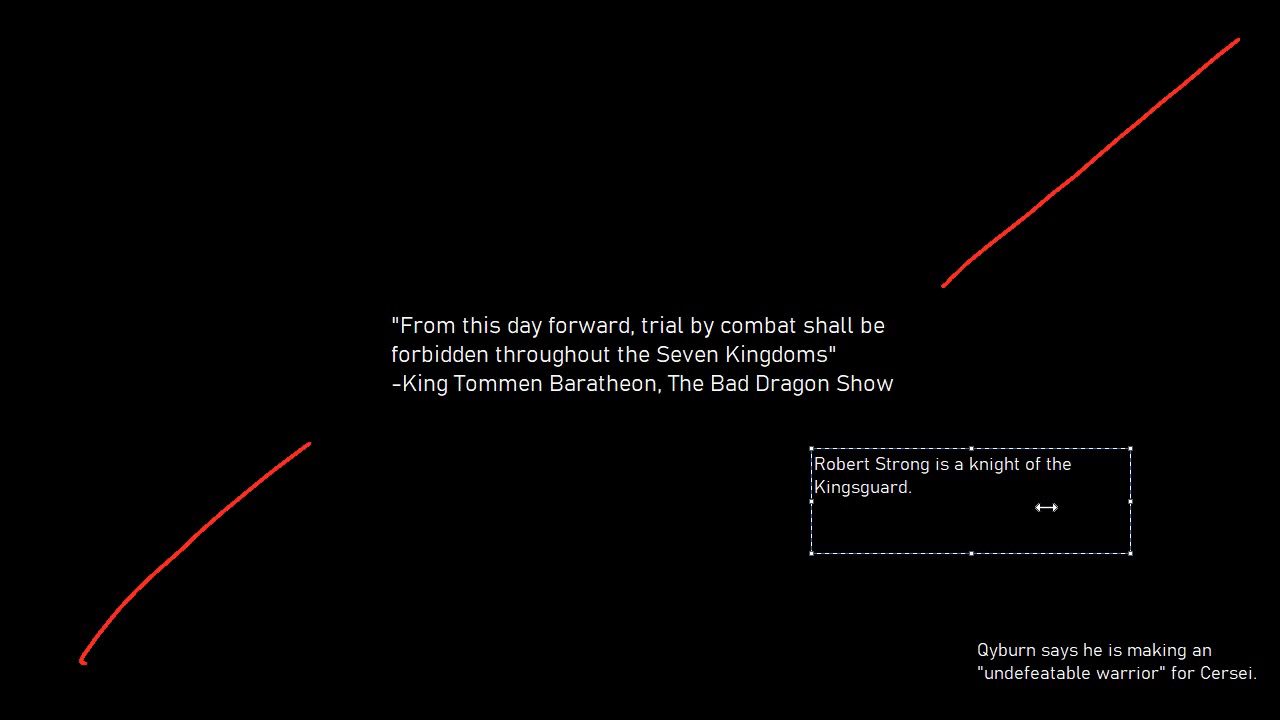 "From this day forward, trial by combat shall be
forbidden throughout the Seven Kingdoms"
-King Tommen Baratheon, The Bad Dragon Show
Robert Strong is a knight of the
Kingsguard.
Qyburn says he is making an
"undefeatable warrior" for Cersei.